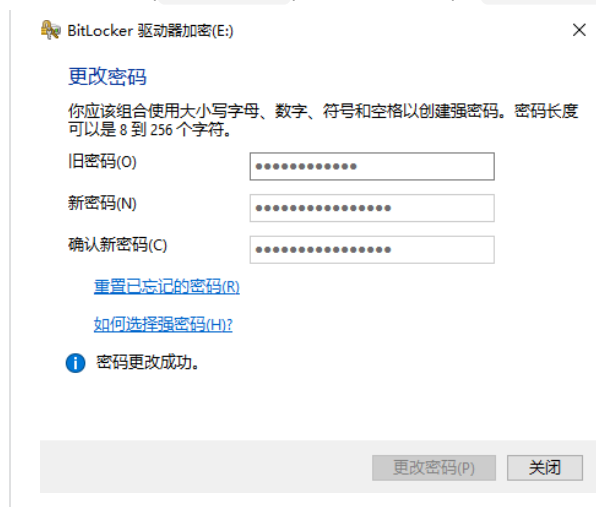 BitLocker 驱动器加密(E:)
更改密码
你应该组合使用大小写字母、数字、符号和空格以创建强密码。密码长度
可以是 8 到 256 个字符。
旧密码(O) ●●●●●●●●●●●●
新密码(N) ●●●●●●●●●●●●●●●●
确认新密码(C) ●●●●●●●●●●●●●●●●
重置已忘记的密码(R)
如何选择强密码(H)?
密码更改成功。
更改密码(P) 关闭